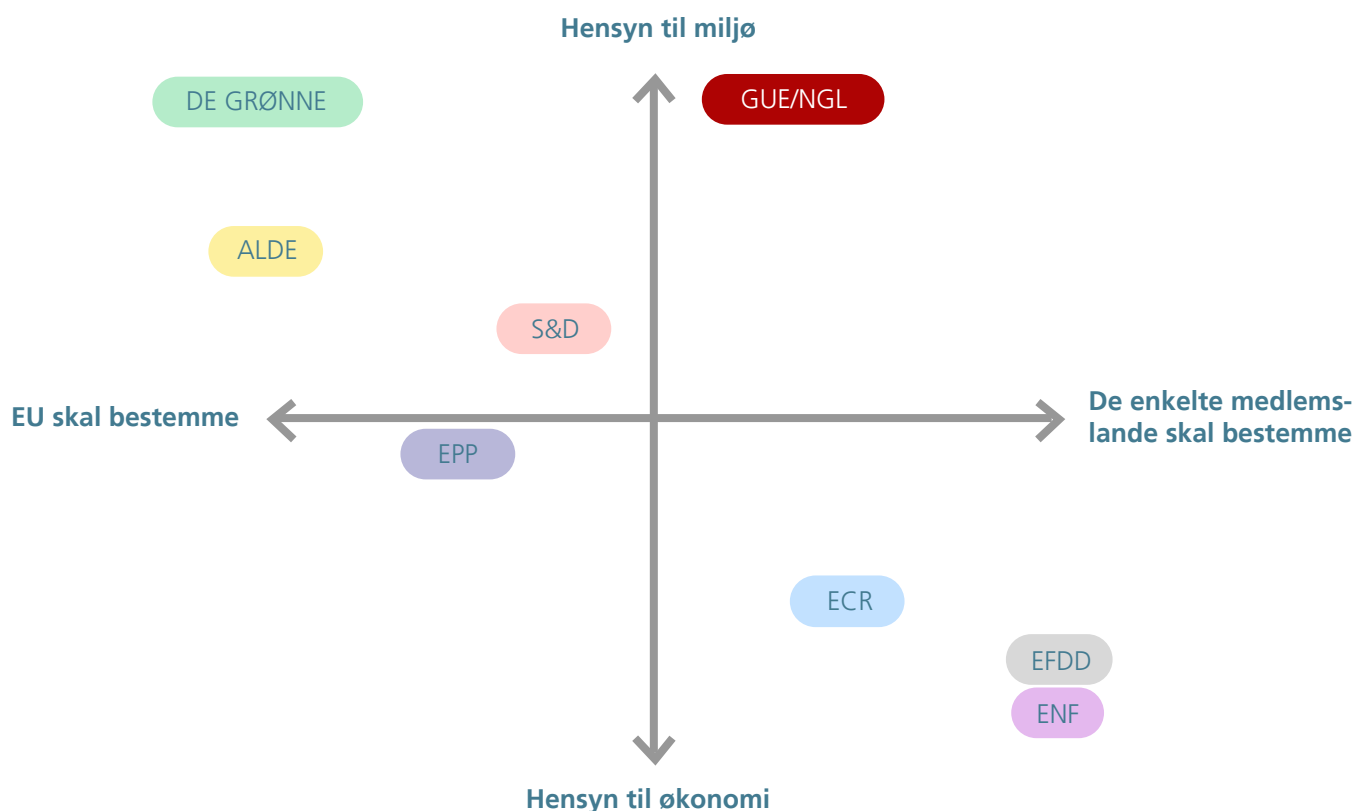 Hensyn til miljø
DE GRØNNE
GUE/NGL
ALDE
S&D
EU skal bestemme
De enkelte medlems-
lande skal bestemme
EPP
ECR
EFDD
ENF
Hensyn til økonomi